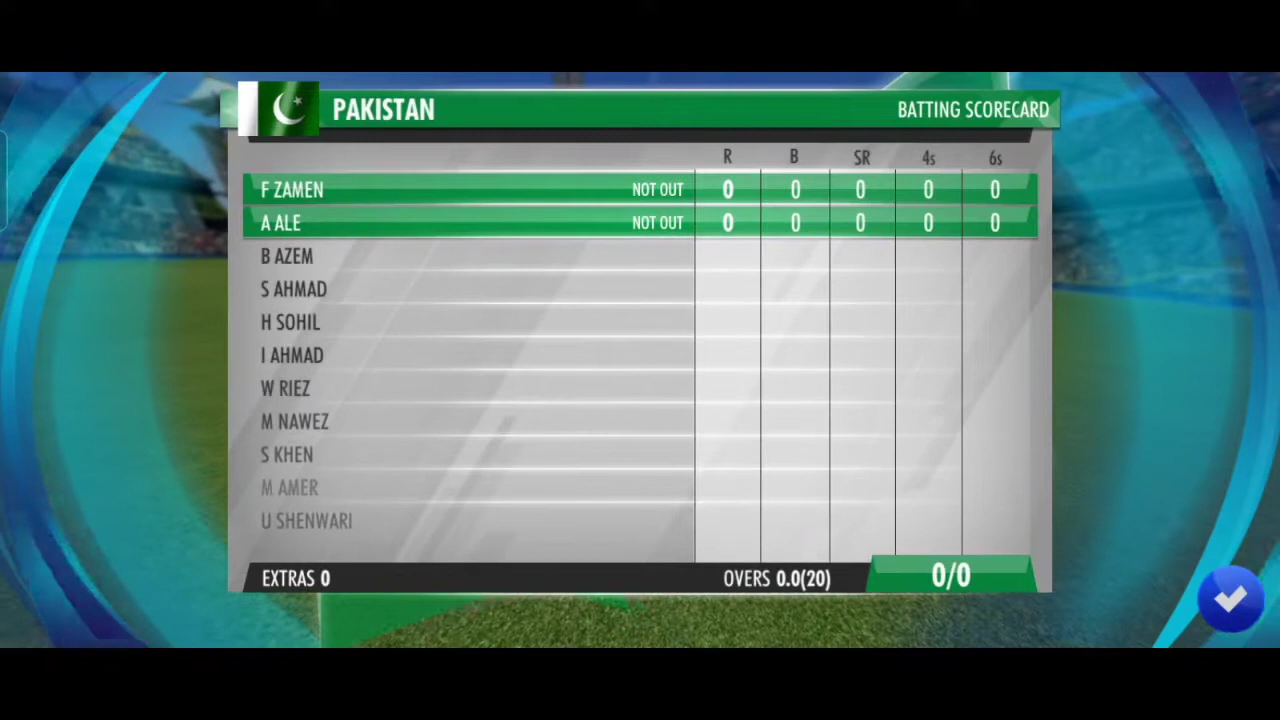 PAKISTAN BATTING SCORECARD
R B SR 4s 6s
F ZAMEN NOT OUT 0 0 0 0 0
A ALE NOT OUT 0 0 0 0 0
B AZEM
S AHMAD
H SOHIL
I AHMAD
W RIEZ
M NAWEZ
S KHEN
M AMER
U SHENWARI
EXTRAS 0 OVERS 0.0(20) 0/0